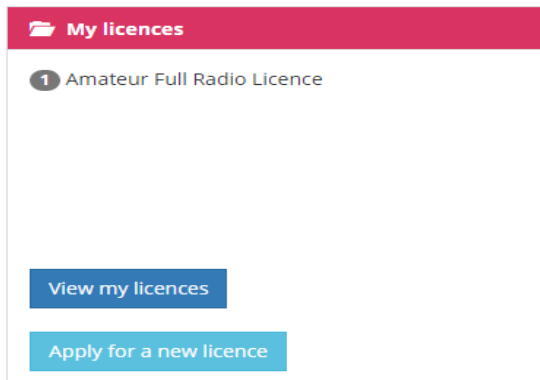 My licences
1 Amateur Full Radio Licence
View my licences
Apply for a new licence